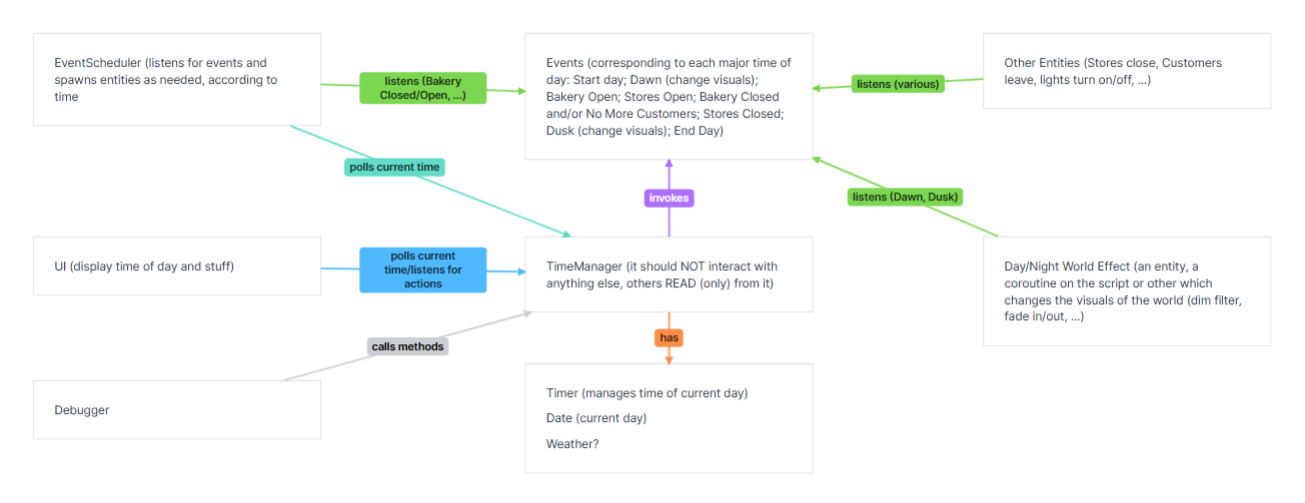 EventScheduler (listens for events and
spawns entities as needed, according to
time
listens (Bakery
Closed/Open, ...)
Events (corresponding to each major time of
day: Start day; Dawn (change visuals);
Bakery Open; Stores Open; Bakery Closed
and/or No More Customers; Stores Closed;
Dusk (change visuals); End Day)
listens (various)
Other Entities (Stores close, Customers
leave, lights turn on/off, ...)
polls current time
invokes
listens (Dawn, Dusk)
UI (display time of day and stuff)
polls current
time/listens for
actions
TimeManager (it should NOT interact with
anything else, others READ (only) from it)
Day/Night World Effect (an entity, a
coroutine on the script or other which
changes the visuals of the world (dim filter,
fade in/out, ...)
calls methods
has
Debugger
Timer (manages time of current day)
Date (current day)
Weather?